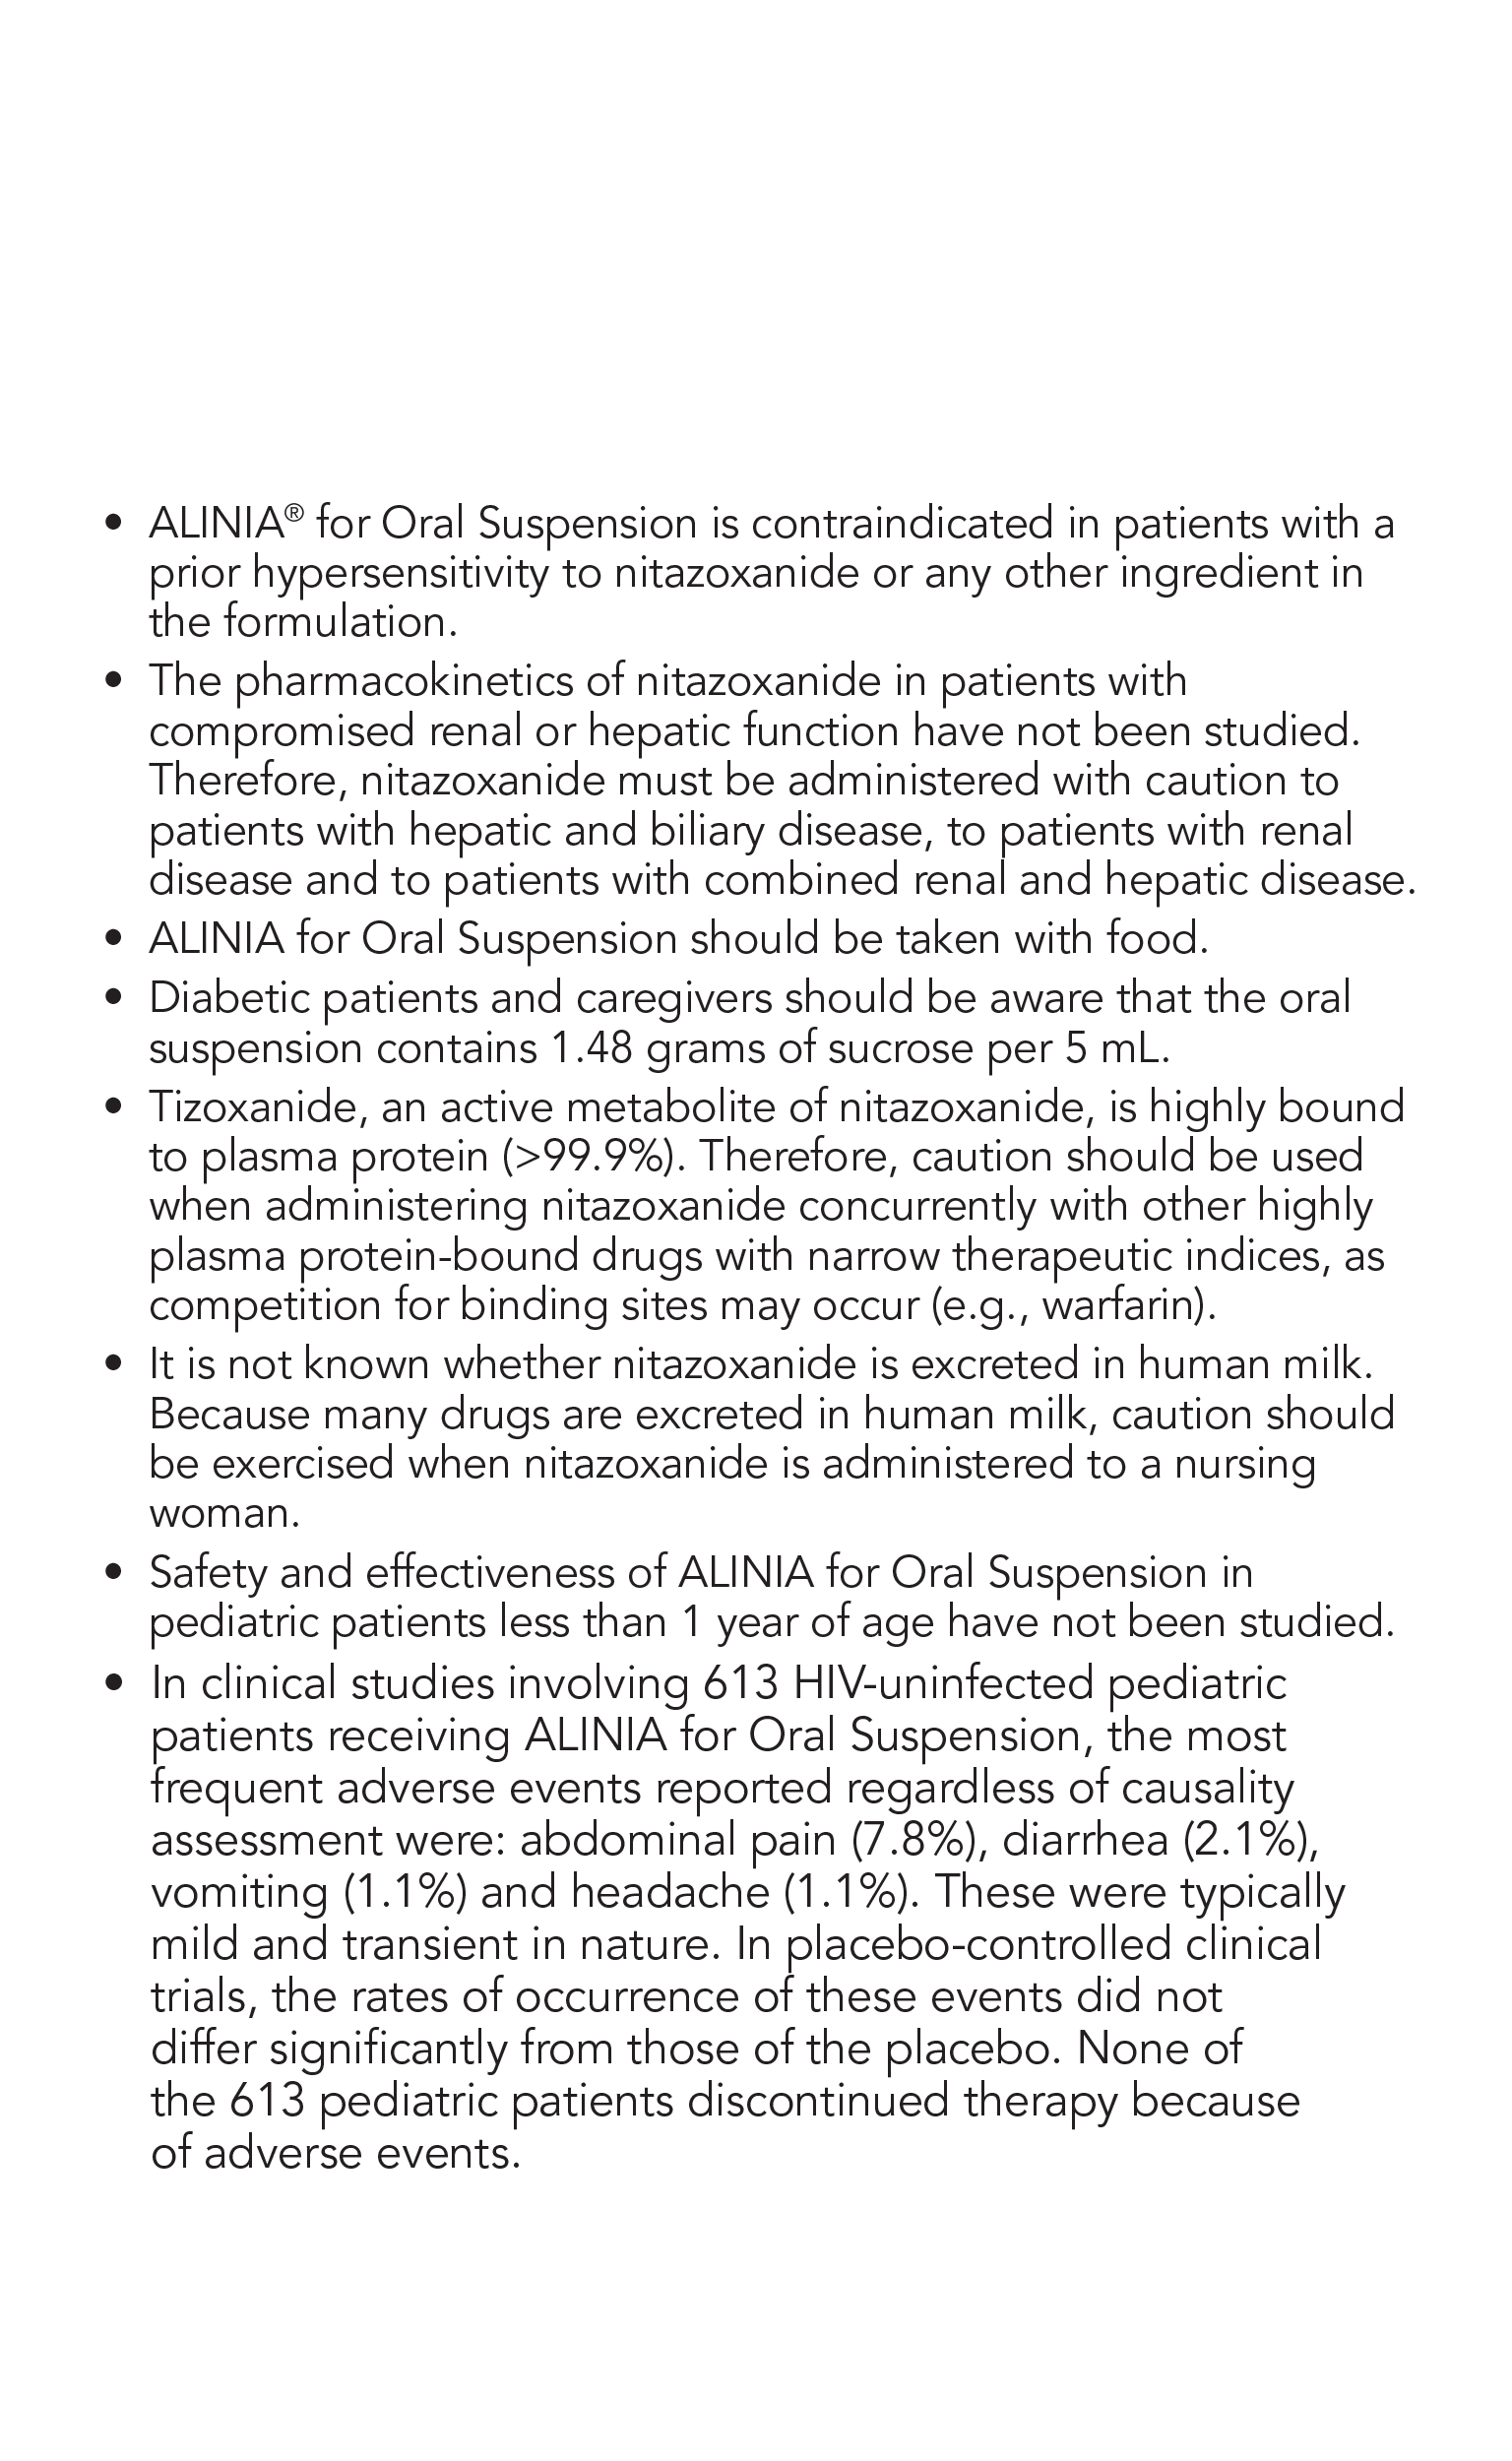 • ALINIA® for Oral Suspension is contraindicated in patients with a
prior hypersensitivity to nitazoxanide or any other ingredient in
the formulation.
• The pharmacokinetics of nitazoxanide in patients with
compromised renal or hepatic function have not been studied.
Therefore, nitazoxanide must be administered with caution to
patients with hepatic and biliary disease, to patients with renal
disease and to patients with combined renal and hepatic disease.
• ALINIA for Oral Suspension should be taken with food.
• Diabetic patients and caregivers should be aware that the oral
suspension contains 1.48 grams of sucrose per 5 mL.
• Tizoxanide, an active metabolite of nitazoxanide, is highly bound
to plasma protein (>99.9%). Therefore, caution should be used
when administering nitazoxanide concurrently with other highly
plasma protein-bound drugs with narrow therapeutic indices, as
competition for binding sites may occur (e.g., warfarin).
• It is not known whether nitazoxanide is excreted in human milk.
Because many drugs are excreted in human milk, caution should
be exercised when nitazoxanide is administered to a nursing
woman.
• Safety and effectiveness of ALINIA for Oral Suspension in
pediatric patients less than 1 year of age have not been studied.
• In clinical studies involving 613 HIV-uninfected pediatric
patients receiving ALINIA for Oral Suspension, the most
frequent adverse events reported regardless of causality
assessment were: abdominal pain (7.8%), diarrhea (2.1%),
vomiting (1.1%) and headache (1.1%). These were typically
mild and transient in nature. In placebo-controlled clinical
trials, the rates of occurrence of these events did not
differ significantly from those of the placebo. None of
the 613 pediatric patients discontinued therapy because
of adverse events.